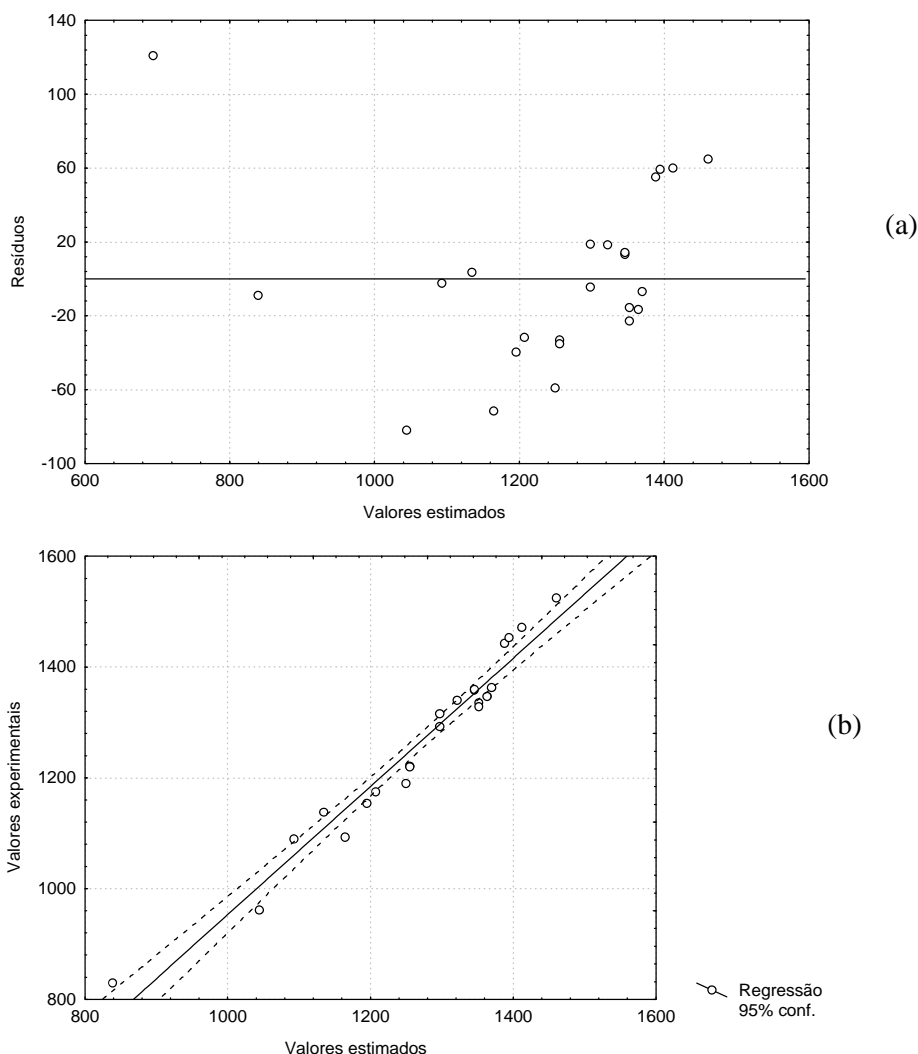 140
100
60
20
-20
-60
-100
Resíduos
600
800
1000
1200
1400
1600
Valores estimados
(a)
1600
1400
1200
1000
800
Valores experimentais
800
1000
1200
1400
1600
Valores estimados
(b)
Regressão
95% conf.